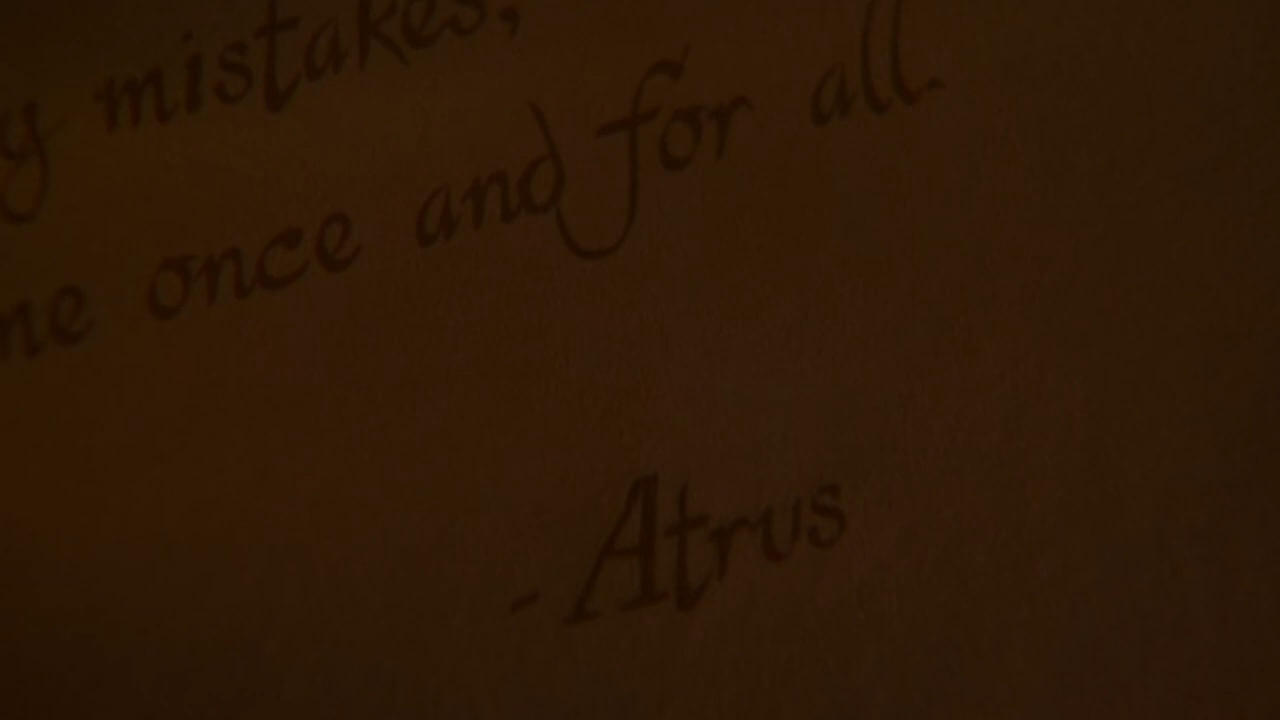 mistakes,
once and for all.
- Atrus